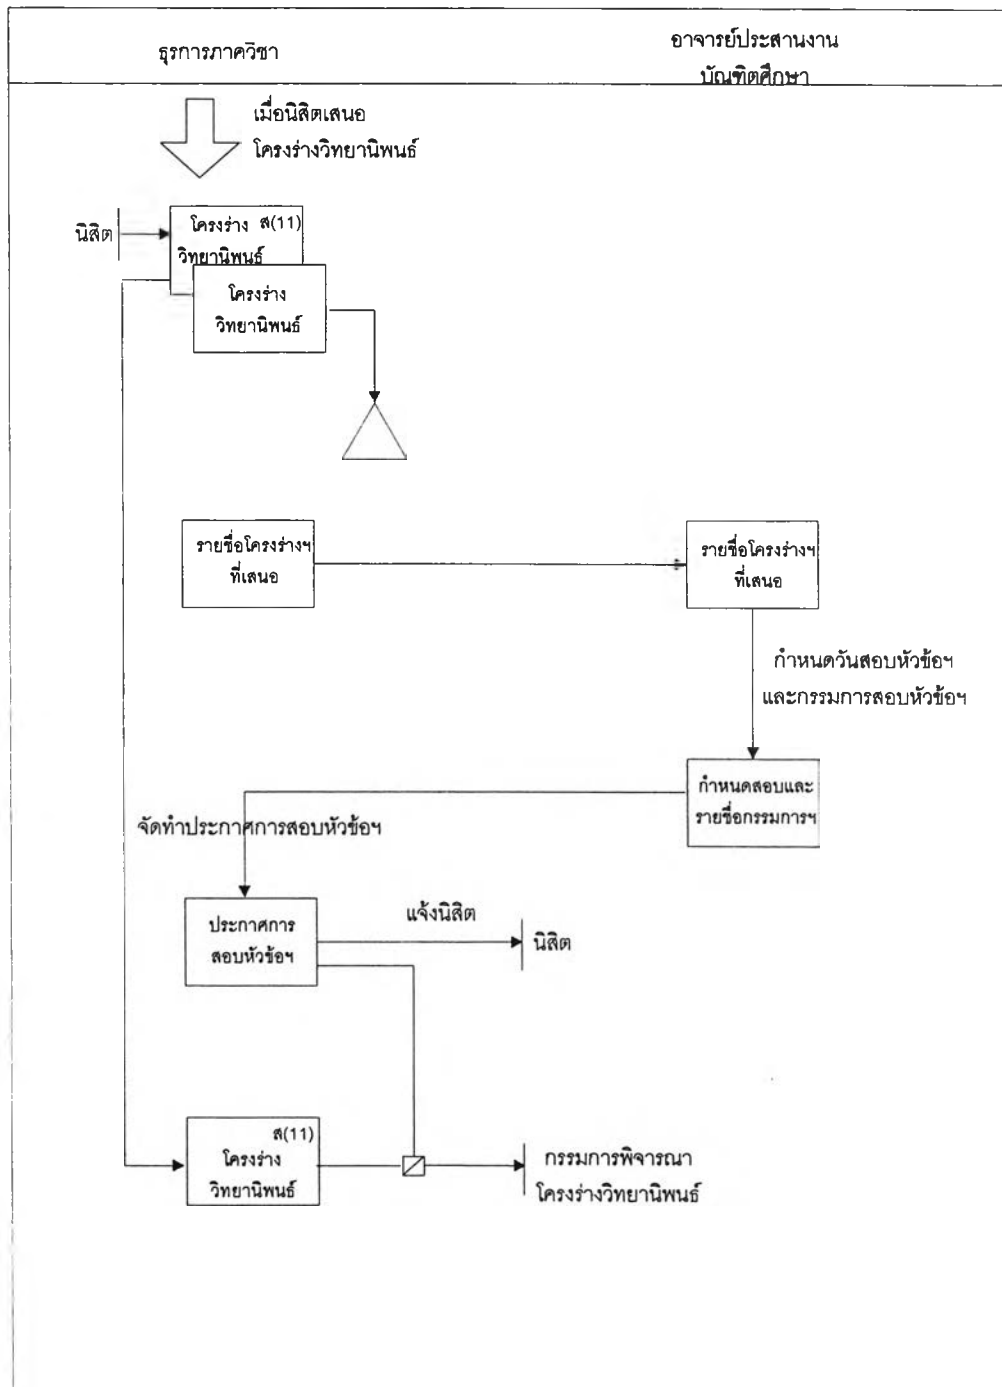 ธุรการภาควิชา
อาจารย์ประสานงาน
บัณฑิตศึกษา
เมื่อนิสิตเสนอ
โครงร่างวิทยานิพนธ์
นิสิต
โครงร่าง ส(11)
วิทยานิพนธ์
โครงร่าง
วิทยานิพนธ์
รายชื่อโครงร่างฯ
ที่เสนอ
รายชื่อโครงร่างฯ
ที่เสนอ
กำหนดวันสอบหัวข้อฯ
และกรรมการสอบหัวข้อฯ
กำหนดสอบและ
รายชื่อกรรมการฯ
จัดทำประกาศการสอบหัวข้อฯ
ประกาศการ
สอบหัวข้อฯ
แจ้งนิสิต
นิสิต
ส(11)
โครงร่าง
วิทยานิพนธ์
กรรมการพิจารณา
โครงร่างวิทยานิพนธ์